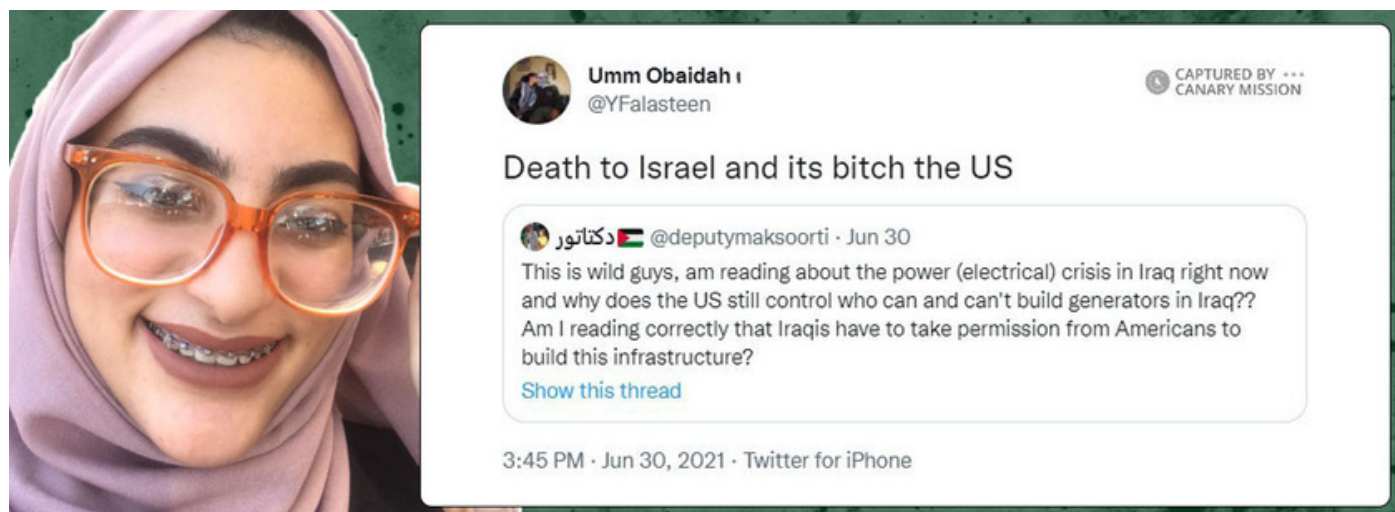 Umm Obaidah
@YFalasteen
CAPTURED BY
CANARY MISSION
Death to Israel and its bitch the US
دكتاتور🇵🇸 @deputymaksoorti · Jun 30
This is wild guys, am reading about the power (electrical) crisis in Iraq right now
and why does the US still control who can and can't build generators in Iraq??
Am I reading correctly that Iraqis have to take permission from Americans to
build this infrastructure?
Show this thread
3:45 PM · Jun 30, 2021 · Twitter for iPhone